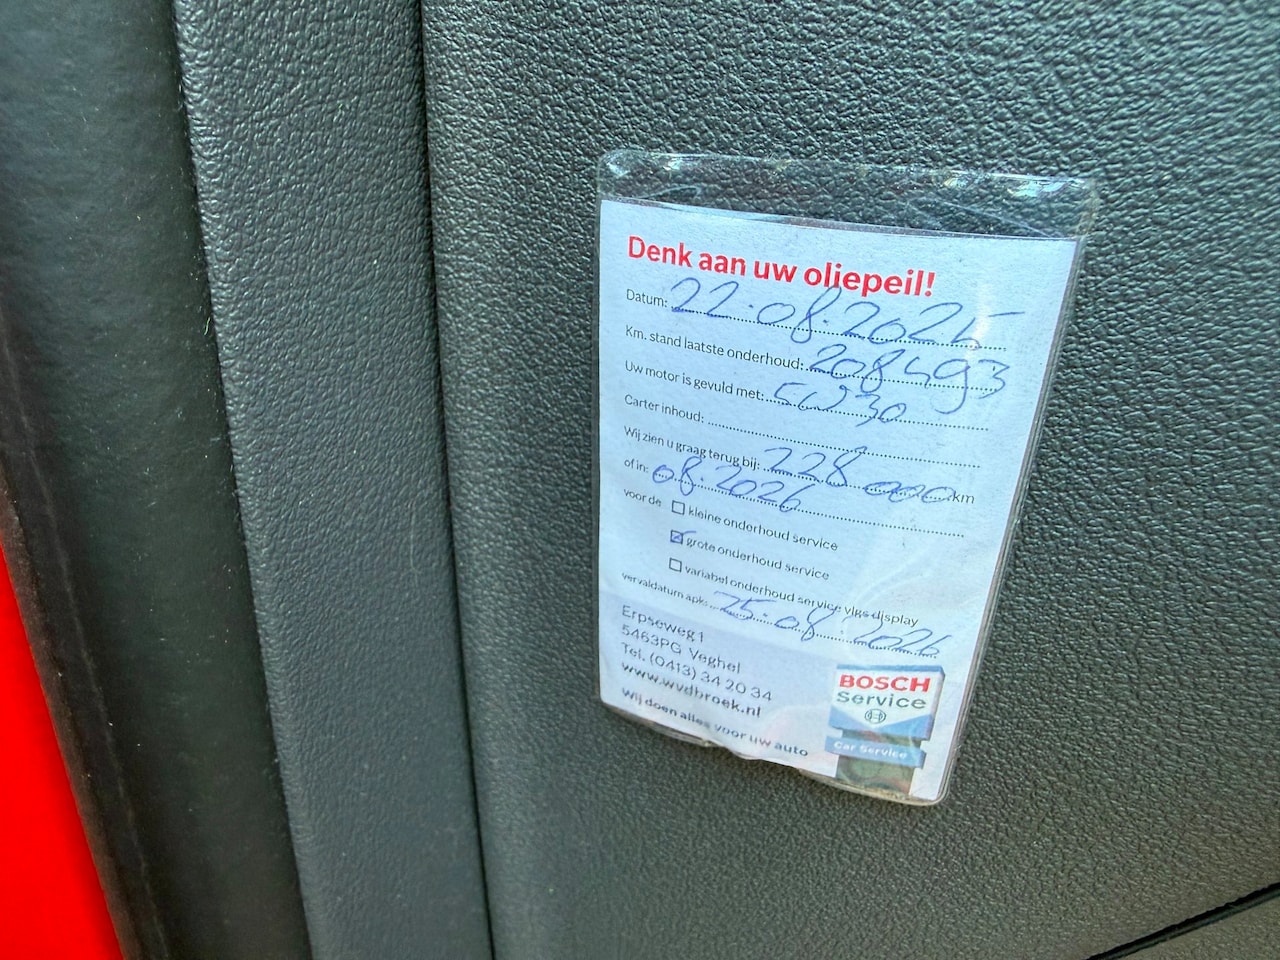 Denk aan uw oliepeil!
Datum: 22-08-2025
Km. stand laatste onderhoud: 208493
Uw motor is gevuld met: 5W30
Carter inhoud:
Wij zien u graag terug bij: 228000 km
of in: 08-2026
voor de kleine onderhoud service
☒ grote onderhoud service
variabel onderhoud service vlgs display
vervaldatum apk: 25-08-2026
Erpseweg 1
5463PG Veghel
Tel. (0413) 34 20 34
www.wvdbroek.nl
Wij doen alles voor uw auto
BOSCH
Service
Car Service